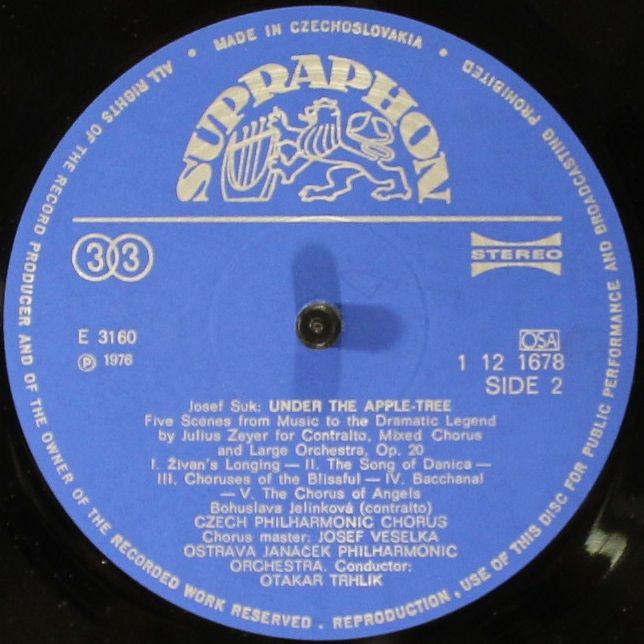 ALL RIGHTS OF THE RECORD PRODUCER AND OF THE OWNER OF THE RECORDED WORK RESERVED . REPRODUCTION , USE OF THIS DISC FOR PUBLIC PERFORMANCE AND BROADCASTING PROHIBITED
• MADE IN CZECHOSLOVAKIA •
SUPRAPHON
33
STEREO
E 3160
℗ 1976
OSA
1 12 1678
SIDE 2
Josef Suk: UNDER THE APPLE-TREE
Five Scenes from Music to the Dramatic Legend
by Julius Zeyer for Contralto, Mixed Chorus
and Large Orchestra, Op. 20
I. Živan's Longing — II. The Song of Danica —
III. Choruses of the Blissful — IV. Bacchanal
— V. The Chorus of Angels
Bohuslava Jelínková (contralto)
CZECH PHILHARMONIC CHORUS
Chorus master: JOSEF VESELKA
OSTRAVA JANÁČEK PHILHARMONIC
ORCHESTRA. Conductor:
OTAKAR TRHLIK